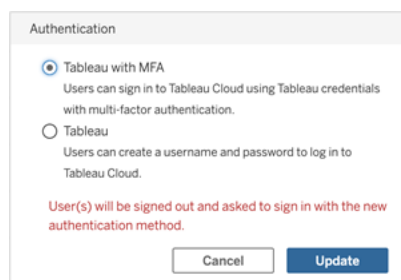 Authentication
Tableau with MFA
Users can sign in to Tableau Cloud using Tableau credentials
with multi-factor authentication.
Tableau
Users can create a username and password to log in to
Tableau Cloud.
User(s) will be signed out and asked to sign in with the new
authentication method.
Cancel Update